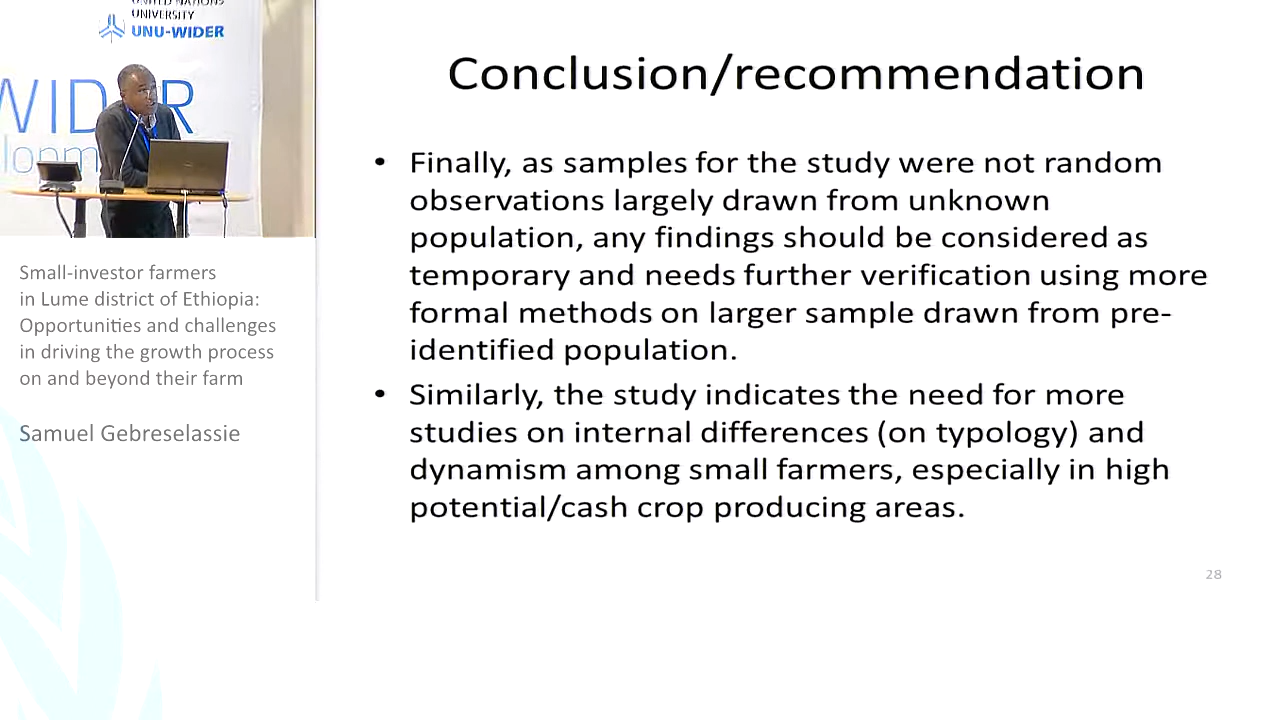 UNITED NATIONS
UNIVERSITY
UNU-WIDER
WIDER
lopm
Small-investor farmers
in Lume district of Ethiopia:
Opportunities and challenges
in driving the growth process
on and beyond their farm
Samuel Gebreselassie
Conclusion/recommendation
• Finally, as samples for the study were not random
observations largely drawn from unknown
population, any findings should be considered as
temporary and needs further verification using more
formal methods on larger sample drawn from pre-
identified population.
• Similarly, the study indicates the need for more
studies on internal differences (on typology) and
dynamism among small farmers, especially in high
potential/cash crop producing areas.
28